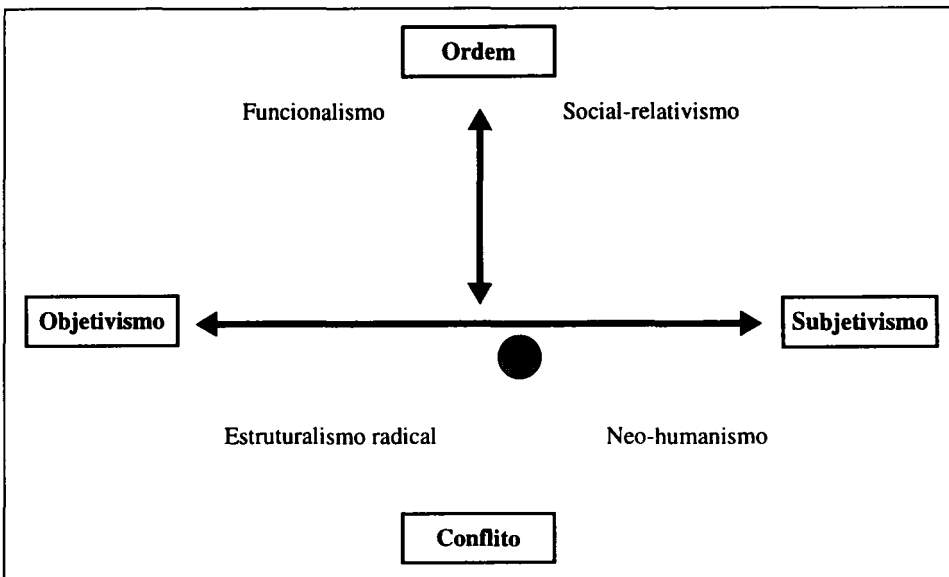 Ordem
Funcionalismo
Social-relativismo
Objetivismo
Subjetivismo
Estruturalismo radical
Neo-humanismo
Conflito